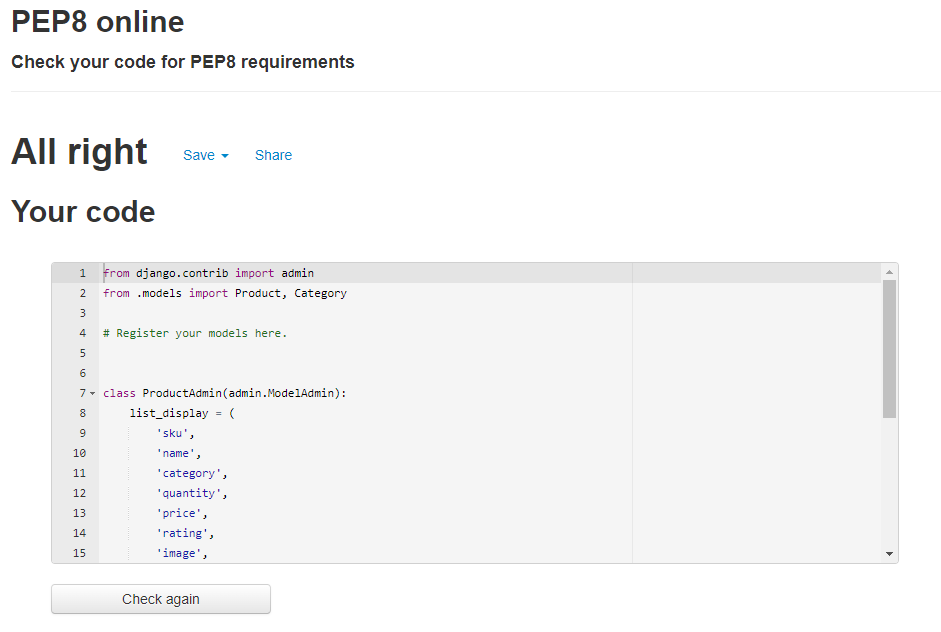 PEP8 online
Check your code for PEP8 requirements
All right Save Share
Your code
1 from django.contrib import admin
2 from .models import Product, Category
3
4 # Register your models here.
5
6
7 class ProductAdmin(admin.ModelAdmin):
8 list_display = (
9 'sku',
10 'name',
11 'category',
12 'quantity',
13 'price',
14 'rating',
15 'image',
Check again